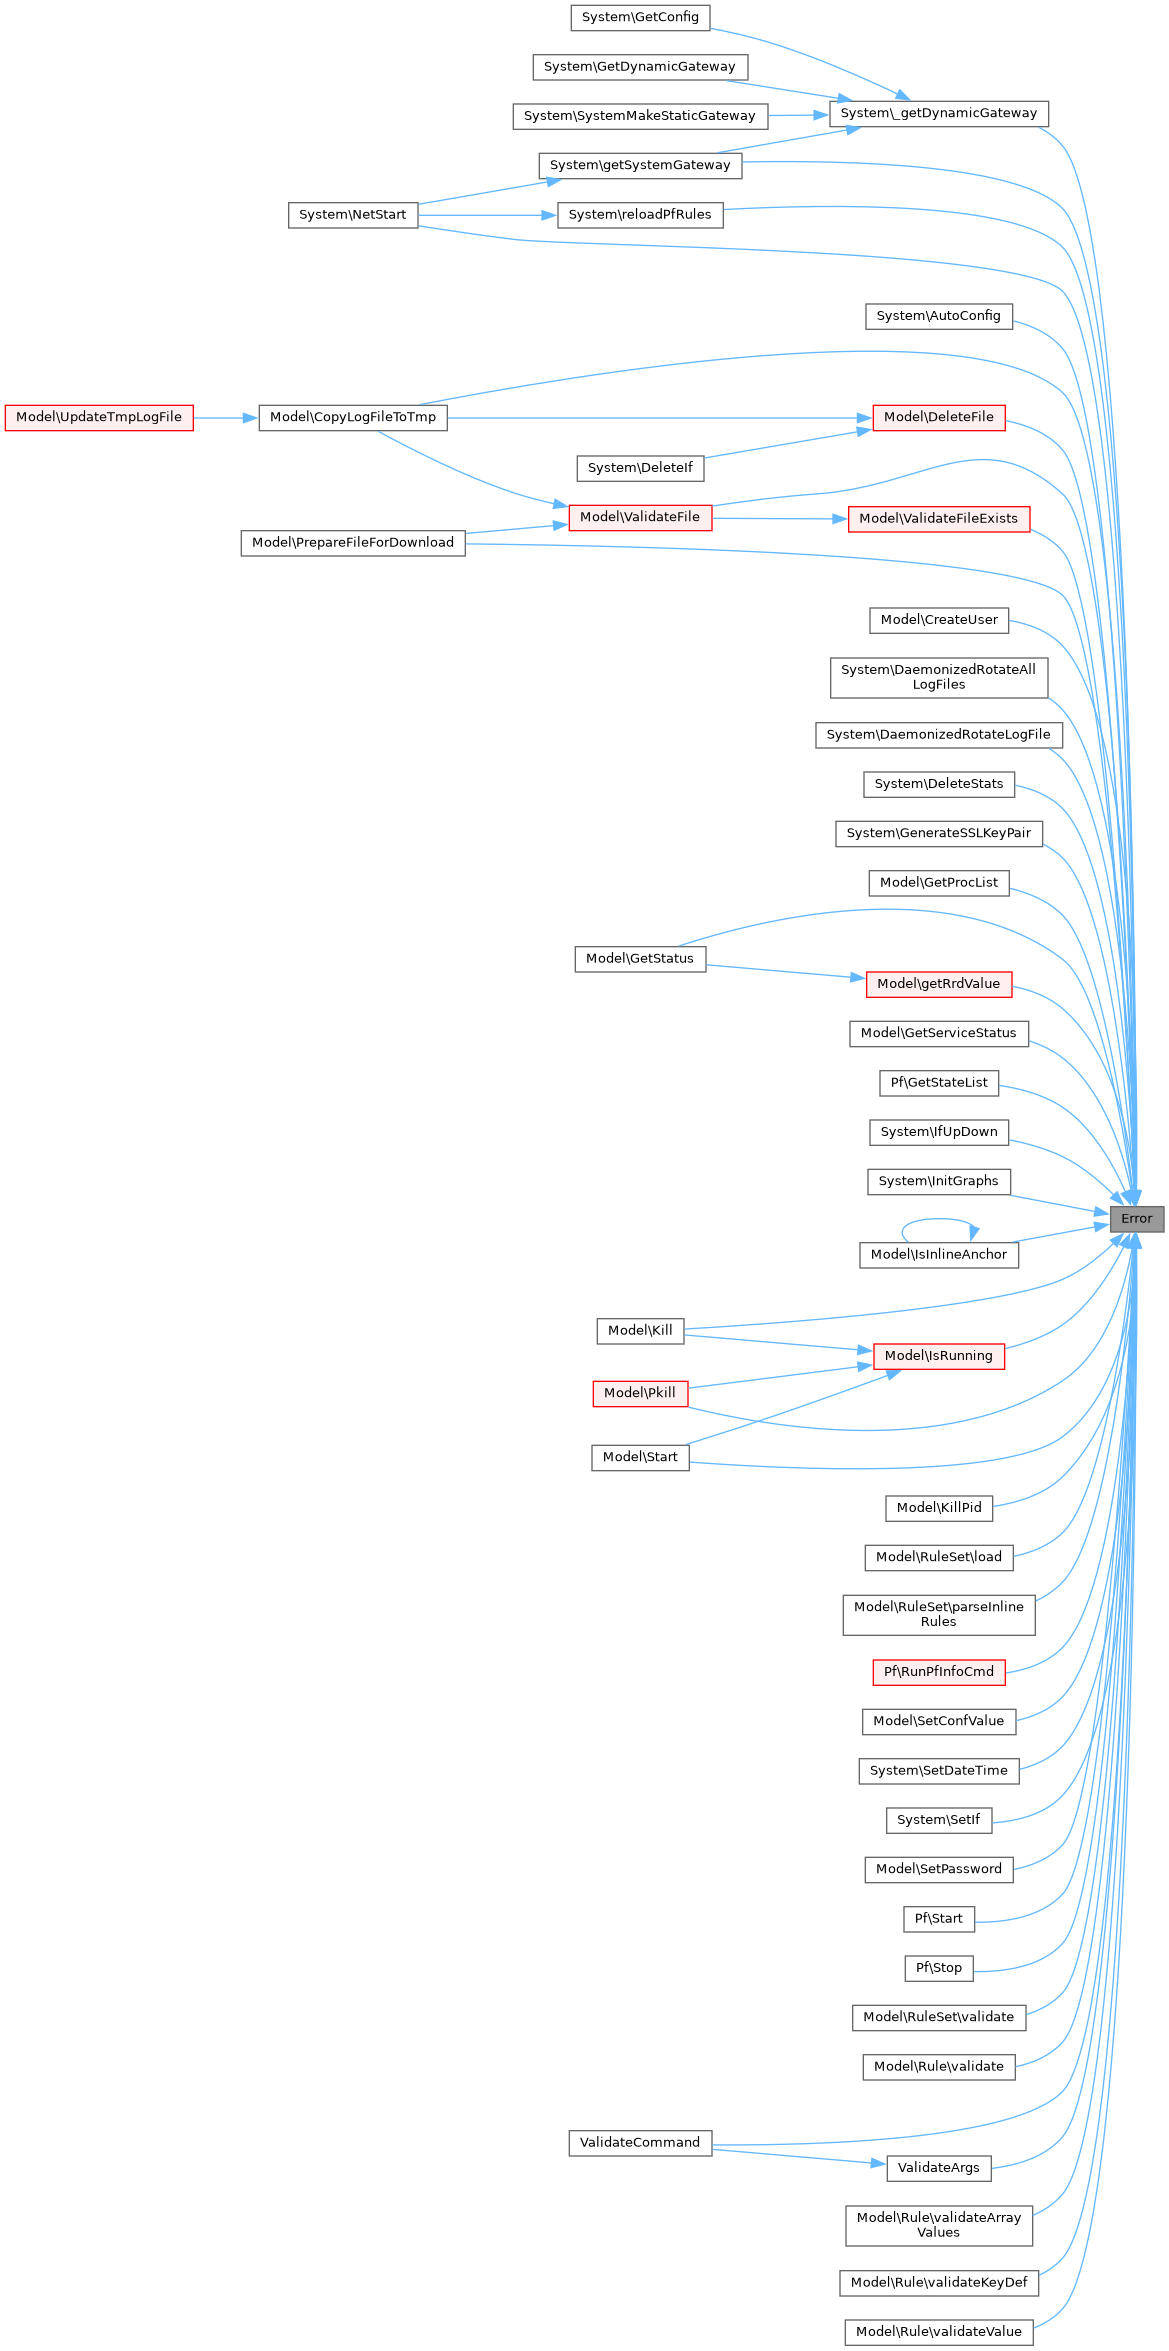 System\GetConfig
System\GetDynamicGateway
System\_getDynamicGateway
System\SystemMakeStaticGateway
System\getSystemGateway
System\NetStart
System\reloadPfRules
System\AutoConfig
Model\UpdateTmpLogFile
Model\CopyLogFileToTmp
Model\DeleteFile
System\DeleteIf
Model\ValidateFile
Model\ValidateFileExists
Model\PrepareFileForDownload
Model\CreateUser
System\DaemonizedRotateAll
LogFiles
System\DaemonizedRotateLogFile
System\DeleteStats
System\GenerateSSLKeyPair
Model\GetProcList
Model\GetStatus
Model\getRrdValue
Model\GetServiceStatus
Pf\GetStateList
System\IfUpDown
System\InitGraphs
Error
Model\IsInlineAnchor
Model\Kill
Model\IsRunning
Model\Pkill
Model\Start
Model\KillPid
Model\RuleSet\load
Model\RuleSet\parseInline
Rules
Pf\RunPfInfoCmd
Model\SetConfValue
System\SetDateTime
System\SetIf
Model\SetPassword
Pf\Start
Pf\Stop
Model\RuleSet\validate
Model\Rule\validate
ValidateCommand
ValidateArgs
Model\Rule\validateArray
Values
Model\Rule\validateKeyDef
Model\Rule\validateValue